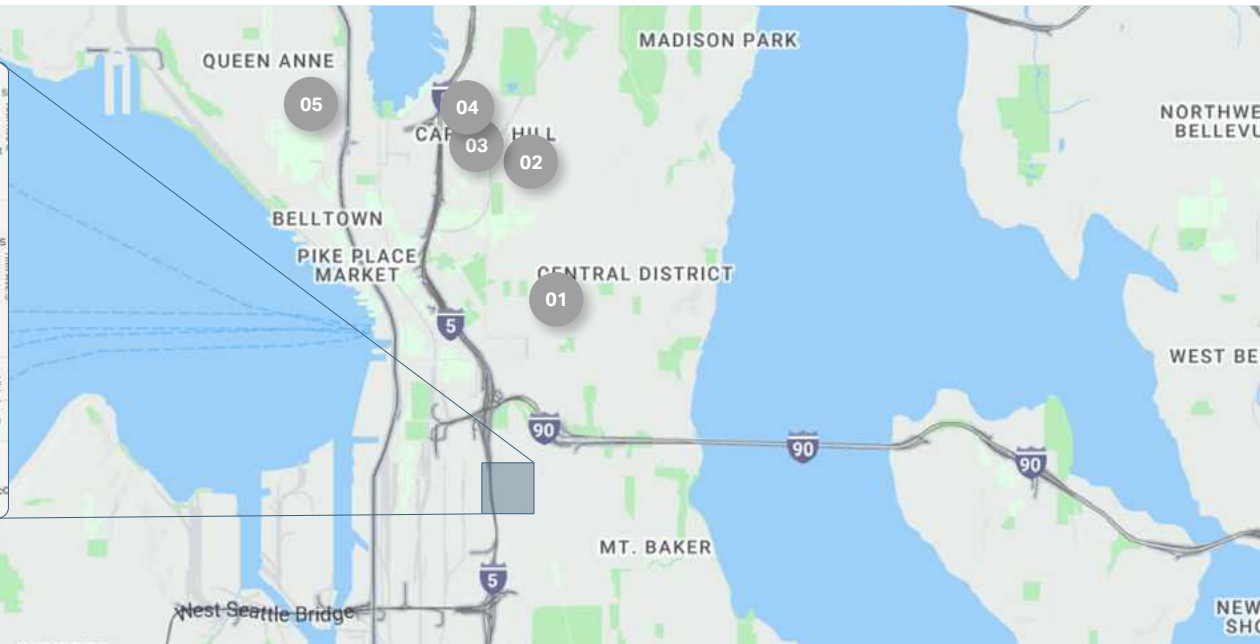 MADISON PARK
QUEEN ANNE
05
04
NORTHWE
BELLEVU
HILL
03
02
BELLTOWN
PIKE PLACE
MARKET
CENTRAL DISTRICT
01
5
WEST BE
90
90
90
MT. BAKER
5
West Seattle Bridge
NEW
SHO